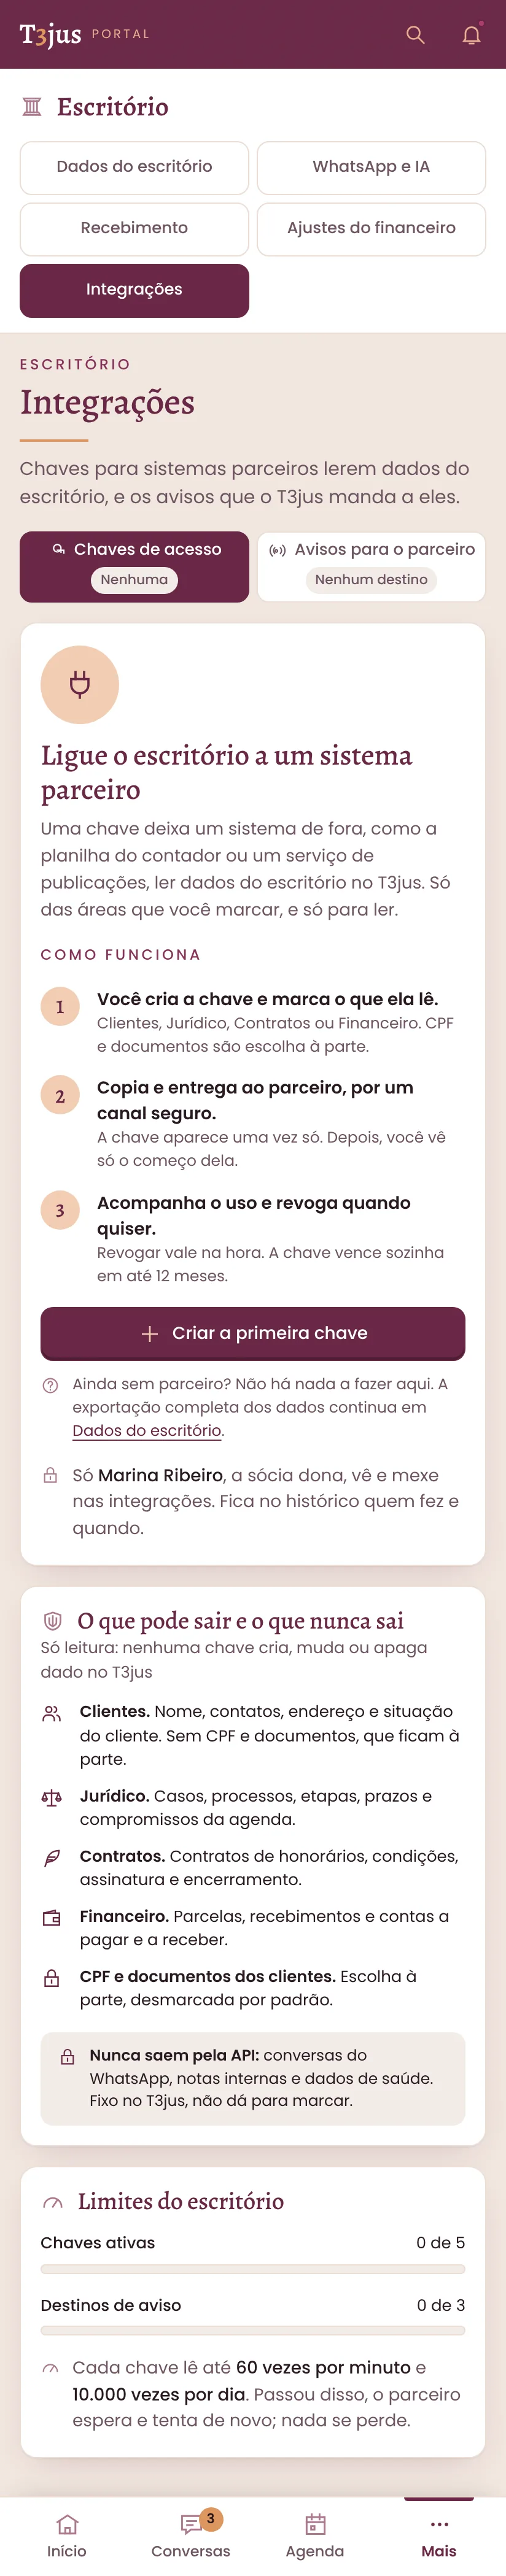 T3jus PORTAL
Escritório
Dados do escritório
WhatsApp e IA
Recebimento
Ajustes do financeiro
Integrações
ESCRITÓRIO
Integrações
Chaves para sistemas parceiros lerem dados do
escritório, e os avisos que o T3jus manda a eles.
Chaves de acesso
Nenhuma
Avisos para o parceiro
Nenhum destino
Ligue o escritório a um sistema
parceiro
Uma chave deixa um sistema de fora, como a
planilha do contador ou um serviço de
publicações, ler dados do escritório no T3jus. Só
das áreas que você marcar, e só para ler.
COMO FUNCIONA
1
Você cria a chave e marca o que ela lê.
Clientes, Jurídico, Contratos ou Financeiro. CPF
e documentos são escolha à parte.
2
Copia e entrega ao parceiro, por um
canal seguro.
A chave aparece uma vez só. Depois, você vê
só o começo dela.
3
Acompanha o uso e revoga quando
quiser.
Revogar vale na hora. A chave vence sozinha
em até 12 meses.
Criar a primeira chave
Ainda sem parceiro? Não há nada a fazer aqui. A
exportação completa dos dados continua em
Dados do escritório.
Só Marina Ribeiro, a sócia dona, vê e mexe
nas integrações. Fica no histórico quem fez e
quando.
O que pode sair e o que nunca sai
Só leitura: nenhuma chave cria, muda ou apaga
dado no T3jus
Clientes. Nome, contatos, endereço e situação
do cliente. Sem CPF e documentos, que ficam à
parte.
Jurídico. Casos, processos, etapas, prazos e
compromissos da agenda.
Contratos. Contratos de honorários, condições,
assinatura e encerramento.
Financeiro. Parcelas, recebimentos e contas a
pagar e a receber.
CPF e documentos dos clientes. Escolha à
parte, desmarcada por padrão.
Nunca saem pela API: conversas do
WhatsApp, notas internas e dados de saúde.
Fixo no T3jus, não dá para marcar.
Limites do escritório
Chaves ativas
0 de 5
Destinos de aviso
0 de 3
Cada chave lê até 60 vezes por minuto e
10.000 vezes por dia. Passou disso, o parceiro
espera e tenta de novo; nada se perde.
3
Início
Conversas
Agenda
Mais